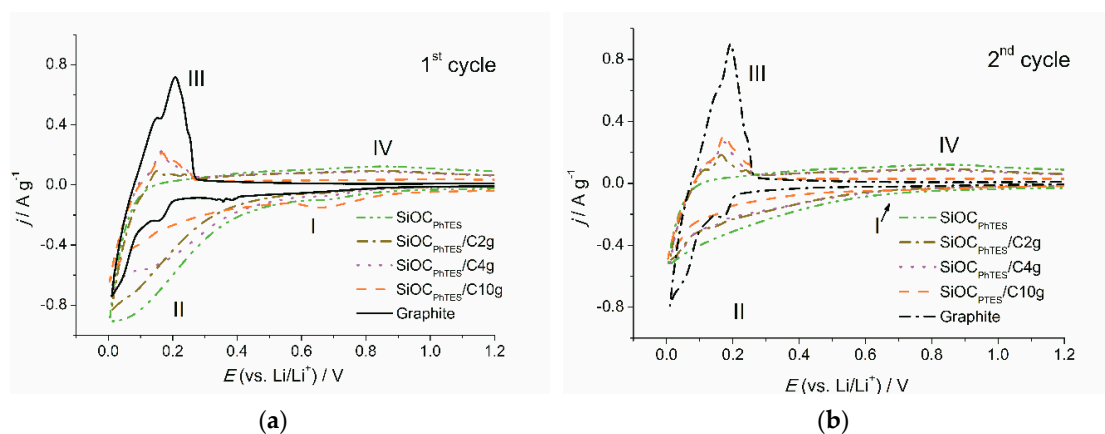 1st cycle
III
IV
I
II
0.8
0.4
0.0
-0.4
-0.8
j / A g-1
SiOCPhTES
SiOCPhTES/C2g
SiOCPhTES/C4g
SiOCPhTES/C10g
Graphite
0.0 0.2 0.4 0.6 0.8 1.0 1.2
E (vs. Li/Li+) / V
(a)
2nd cycle
III
IV
I
II
0.8
0.4
0.0
-0.4
-0.8
j / A g-1
SiOCPhTES
SiOCPhTES/C2g
SiOCPhTES/C4g
SiOCPTES/C10g
Graphite
0.0 0.2 0.4 0.6 0.8 1.0 1.2
E (vs. Li/Li+) / V
(b)